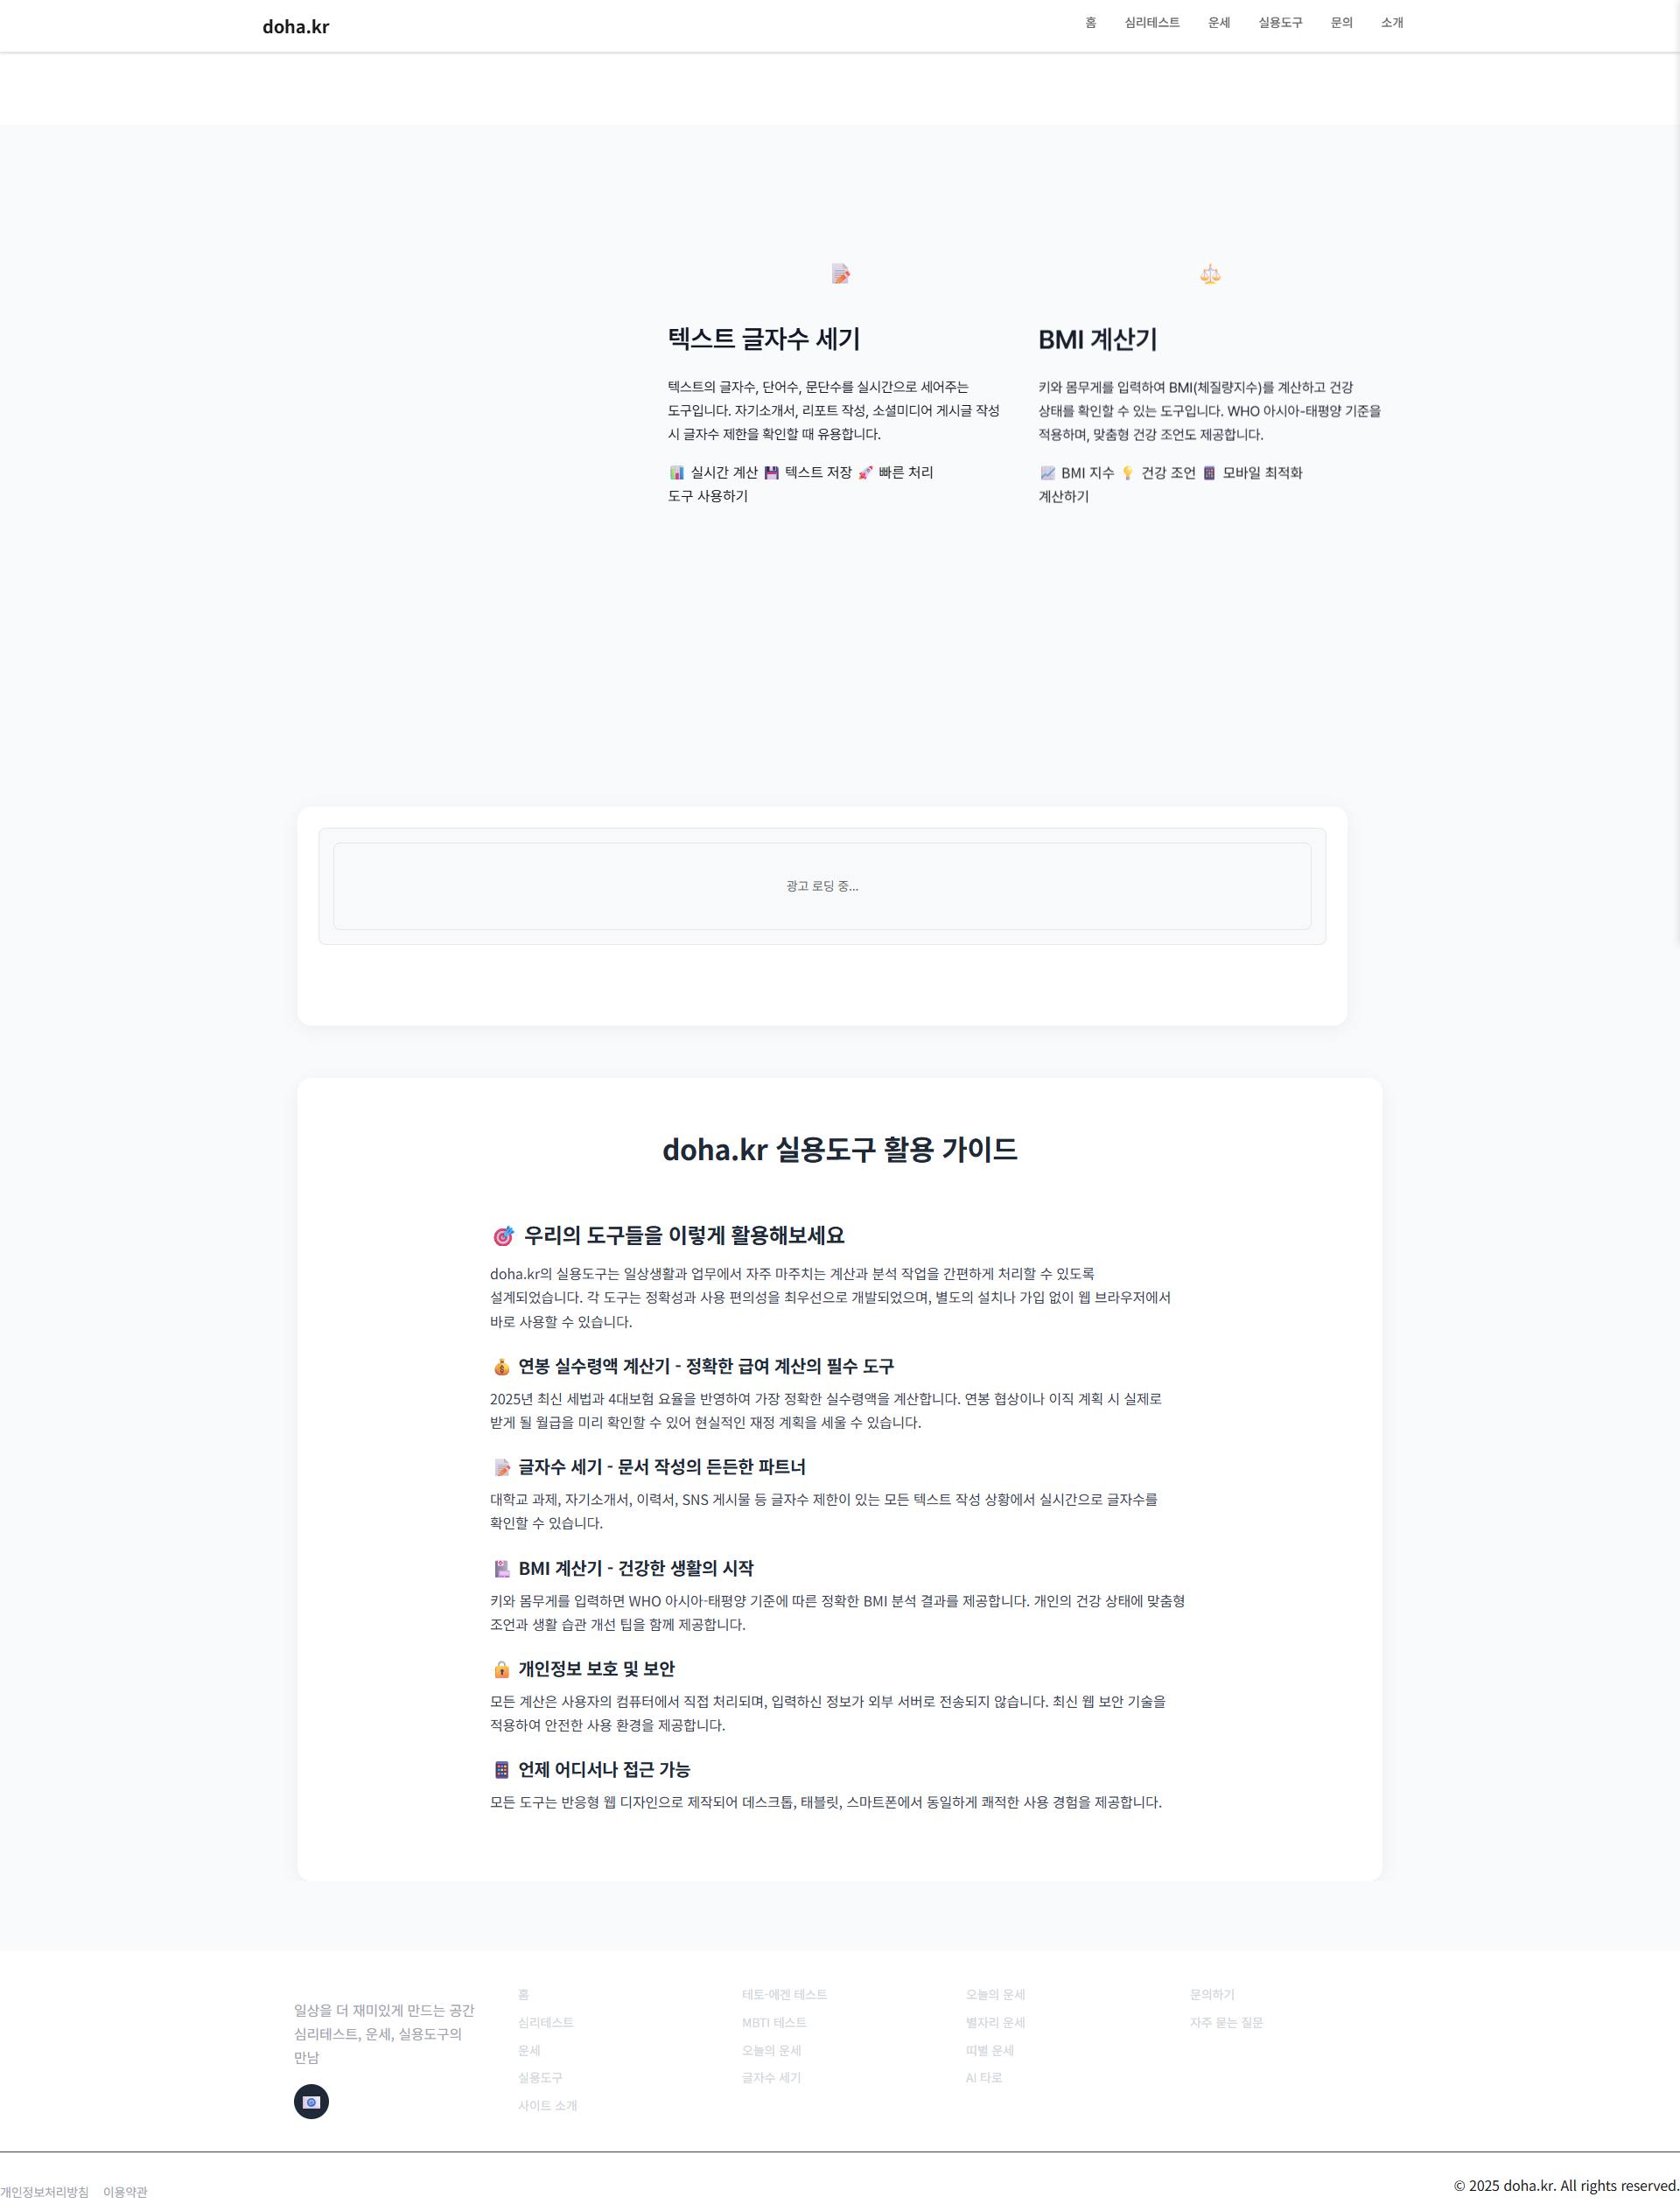 doha.kr
홈 심리테스트 운세 실용도구 문의 소개
텍스트 글자수 세기
텍스트의 글자수, 단어수, 문단수를 실시간으로 세어주는
도구입니다. 자기소개서, 리포트 작성, 소셜미디어 게시글 작성
시 글자수 제한을 확인할 때 유용합니다.
📊 실시간 계산 💾 텍스트 저장 🚀 빠른 처리
도구 사용하기
BMI 계산기
키와 몸무게를 입력하여 BMI(체질량지수)를 계산하고 건강
상태를 확인할 수 있는 도구입니다. WHO 아시아-태평양 기준을
적용하며, 맞춤형 건강 조언도 제공합니다.
📈 BMI 지수 💡 건강 조언 📱 모바일 최적화
계산하기
광고 로딩 중...
doha.kr 실용도구 활용 가이드
🎯 우리의 도구들을 이렇게 활용해보세요
doha.kr의 실용도구는 일상생활과 업무에서 자주 마주치는 계산과 분석 작업을 간편하게 처리할 수 있도록
설계되었습니다. 각 도구는 정확성과 사용 편의성을 최우선으로 개발되었으며, 별도의 설치나 가입 없이 웹 브라우저에서
바로 사용할 수 있습니다.
💰 연봉 실수령액 계산기 - 정확한 급여 계산의 필수 도구
2025년 최신 세법과 4대보험 요율을 반영하여 가장 정확한 실수령액을 계산합니다. 연봉 협상이나 이직 계획 시 실제로
받게 될 월급을 미리 확인할 수 있어 현실적인 재정 계획을 세울 수 있습니다.
📝 글자수 세기 - 문서 작성의 든든한 파트너
대학교 과제, 자기소개서, 이력서, SNS 게시물 등 글자수 제한이 있는 모든 텍스트 작성 상황에서 실시간으로 글자수를
확인할 수 있습니다.
🏥 BMI 계산기 - 건강한 생활의 시작
키와 몸무게를 입력하면 WHO 아시아-태평양 기준에 따른 정확한 BMI 분석 결과를 제공합니다. 개인의 건강 상태에 맞춤형
조언과 생활 습관 개선 팁을 함께 제공합니다.
🔒 개인정보 보호 및 보안
모든 계산은 사용자의 컴퓨터에서 직접 처리되며, 입력하신 정보가 외부 서버로 전송되지 않습니다. 최신 웹 보안 기술을
적용하여 안전한 사용 환경을 제공합니다.
📱 언제 어디서나 접근 가능
모든 도구는 반응형 웹 디자인으로 제작되어 데스크톱, 태블릿, 스마트폰에서 동일하게 쾌적한 사용 경험을 제공합니다.
일상을 더 재미있게 만드는 공간
심리테스트, 운세, 실용도구의
만남
홈
심리테스트
운세
실용도구
사이트 소개
테토-에겐 테스트
MBTI 테스트
오늘의 운세
글자수 세기
오늘의 운세
별자리 운세
띠별 운세
AI 타로
문의하기
자주 묻는 질문
개인정보처리방침 이용약관
© 2025 doha.kr. All rights reserved.